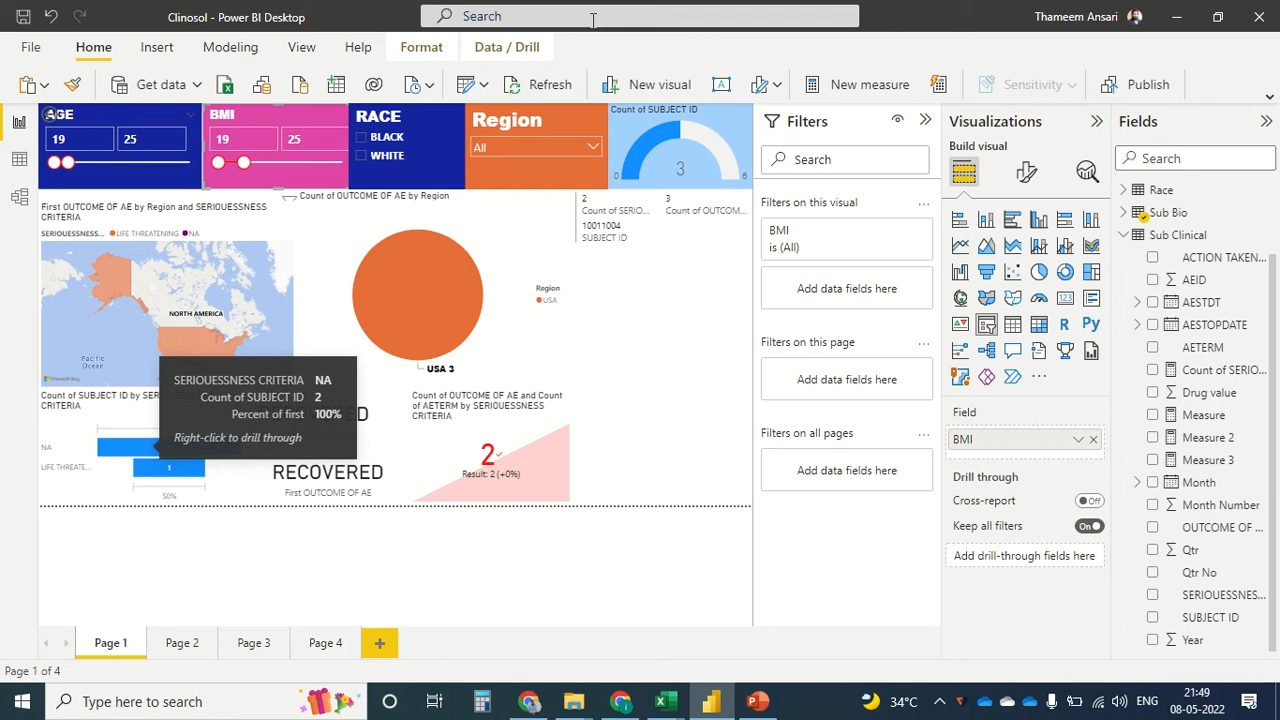 Clinosol - Power BI Desktop
Search
Thameem Ansari
File
Home
Insert
Modeling
View
Help
Format
Data / Drill
Get data
Refresh
New visual
New measure
Sensitivity
Publish
AGE
19
25
BMI
19
25
RACE
BLACK
WHITE
Region
All
Count of SUBJECT ID
3
0
6
First OUTCOME OF AE by Region and SERIOUESSNESS
CRITERIA
SERIOUESSNESS...
LIFE THREATENING
NA
NORTH AMERICA
Pacific
Ocean
Microsoft Bing
Count of OUTCOME OF AE by Region
Region
USA
USA 3
2
Count of SERIO...
3
Count of OUTCOM...
10011004
SUBJECT ID
Count of SUBJECT ID by SERIO
CRITERIA
NA
LIFE THREATE...
1
50%
SERIOUESSNESS CRITERIA NA
Count of SUBJECT ID 2
Percent of first 100%
Right-click to drill through
RECOVERED
First OUTCOME OF AE
Count of OUTCOME OF AE and Count
of AETERM by SERIOUESSNESS
CRITERIA
2
Result: 2 (+0%)
Page 1
Page 2
Page 3
Page 4
Page 1 of 4
Filters
Search
Filters on this visual
...
BMI
is (All)
Add data fields here
Filters on this page
...
Add data fields here
Filters on all pages
...
Add data fields here
Visualizations
Build visual
R
Py
123
...
Field
BMI
Drill through
Cross-report
Off
Keep all filters
On
Add drill-through fields here
Fields
Search
Race
Sub Bio
Sub Clinical
ACTION TAKEN...
AEID
AESTDT
AESTOPDATE
AETERM
Count of SERIO...
Drug value
Measure
Measure 2
Measure 3
Month
Month Number
OUTCOME OF ...
Qtr
Qtr No
SERIOUESSNES...
SUBJECT ID
Year
Type here to search
34°C
ENG
21:49
08-05-2022